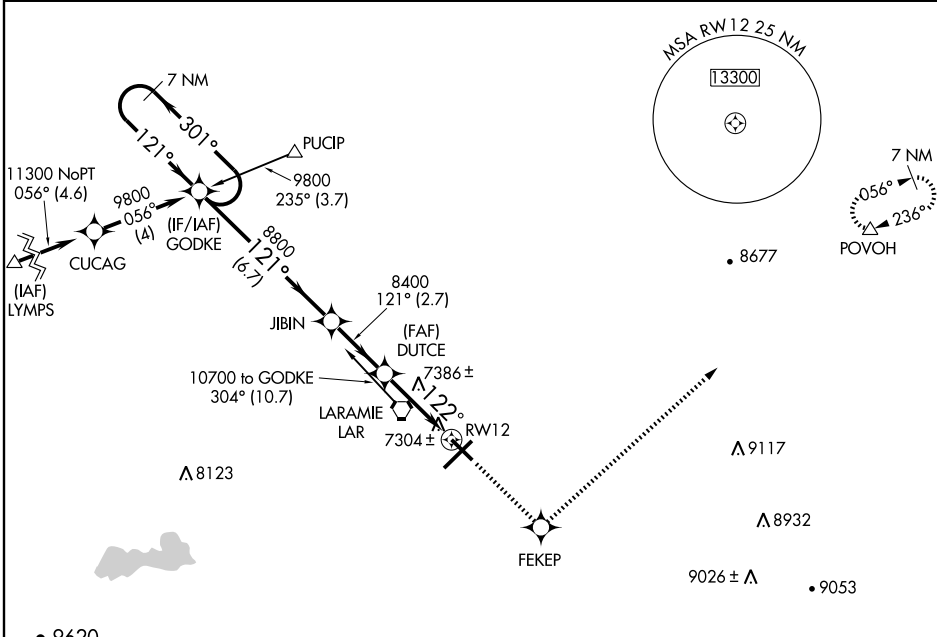 MSA RW12 25 NM
13300
7 NM
301°
121°
PUCIP
9800
235° (3.7)
11300 NoPT
056° (4.6)
9800
056°
(4)
(IF/IAF)
GODKE
CUCAG
(IAF)
LYMPS
8800
121°
(6.7)
7 NM
056°
236°
POVOH
8677
8400
121° (2.7)
JIBIN
(FAF)
DUTCE
10700 to GODKE
304° (10.7)
7386 ±
122°
LARAMIE
LAR
7304 ±
RW12
8123
9117
8932
FEKEP
9026 ±
9053